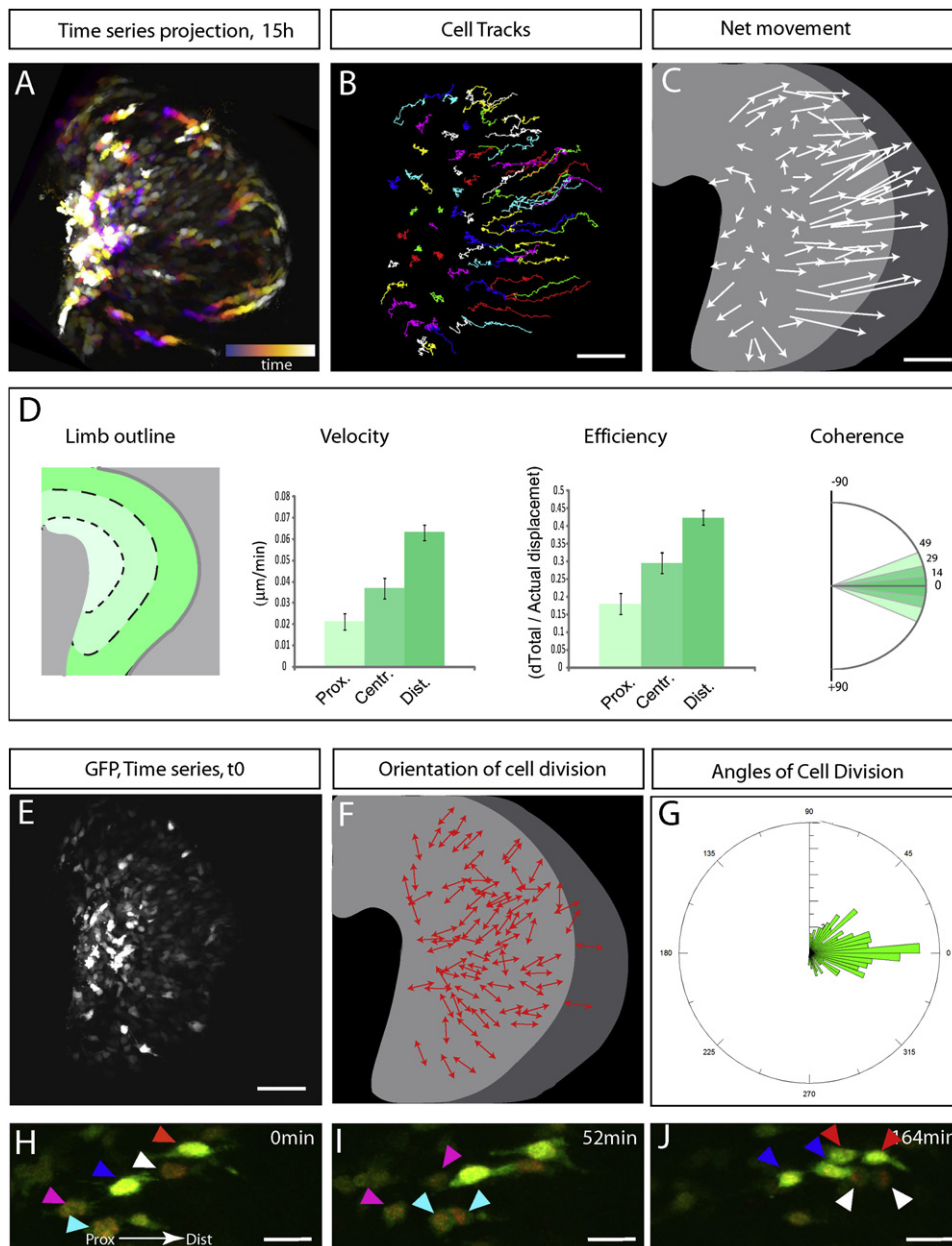 Time series projection, 15h
Cell Tracks
Net movement
A
time
B
C
D
Limb outline
Velocity
Efficiency
Coherence
(μm/min)
0.08
0.07
0.06
0.05
0.04
0.03
0.02
0.01
0
Prox.
Centr.
Dist.
(dTotal / Actual displacemet)
0.5
0.45
0.4
0.35
0.3
0.25
0.2
0.15
0.1
0.05
0
Prox.
Centr.
Dist.
-90
49
29
14
0
+90
GFP, Time series, t0
Orientation of cell division
Angles of Cell Division
E
F
G
90
135
45
180
0
225
315
270
H
0min
Prox
Dist
I
52min
J
164min